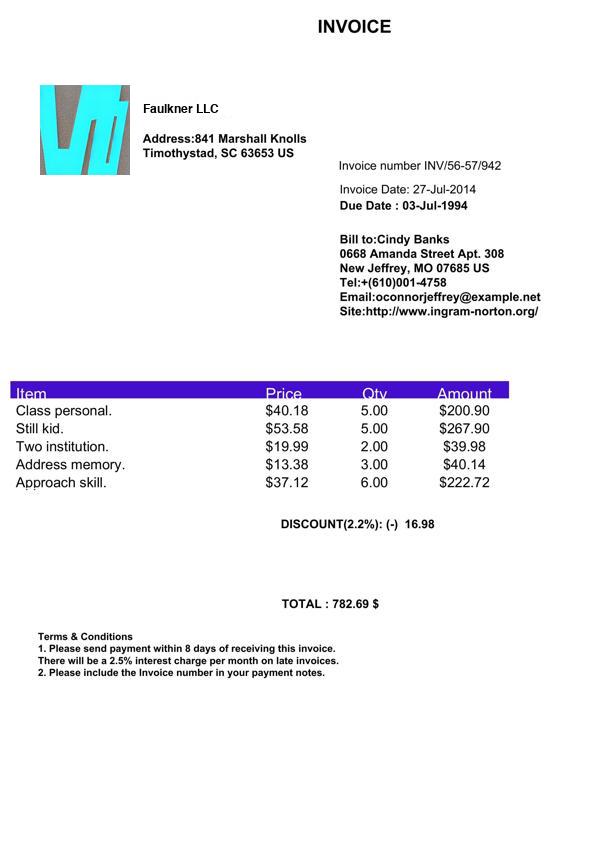 INVOICE
Faulkner LLC
Address:841 Marshall Knolls
Timothystad, SC 63653 US
Invoice number INV/56-57/942
Invoice Date: 27-Jul-2014
Due Date : 03-Jul-1994
Bill to:Cindy Banks
0668 Amanda Street Apt. 308
New Jeffrey, MO 07685 US
Tel:+(610)001-4758
Email:oconnorjeffrey@example.net
Site:http://www.ingram-norton.org/
Item Price Qty Amount
Class personal. $40.18 5.00 $200.90
Still kid. $53.58 5.00 $267.90
Two institution. $19.99 2.00 $39.98
Address memory. $13.38 3.00 $40.14
Approach skill. $37.12 6.00 $222.72
DISCOUNT(2.2%): (-) 16.98
TOTAL : 782.69 $
Terms & Conditions
1. Please send payment within 8 days of receiving this invoice.
There will be a 2.5% interest charge per month on late invoices.
2. Please include the Invoice number in your payment notes.